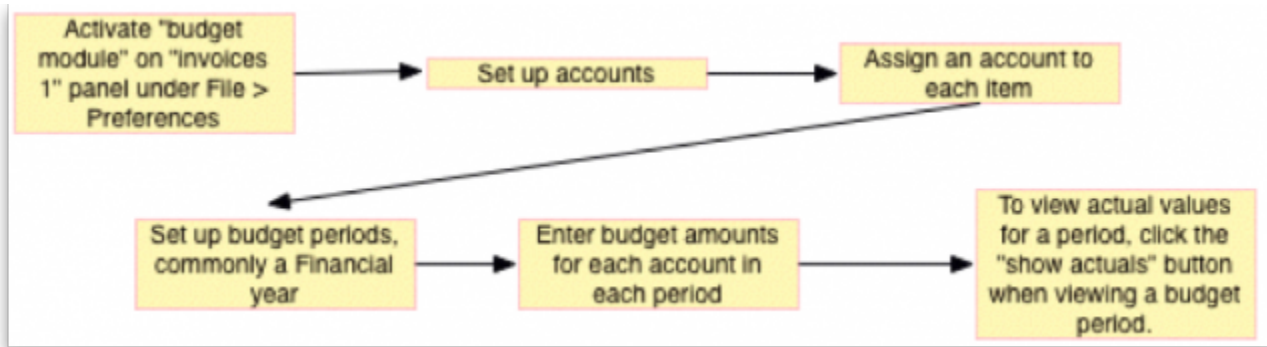 Activate "budget
module" on "invoices
1" panel under File >
Preferences
Set up accounts
Assign an account to
each item
Set up budget periods,
commonly a Financial
year
Enter budget amounts
for each account in
each period
To view actual values
for a period, click the
"show actuals" button
when viewing a budget
period.